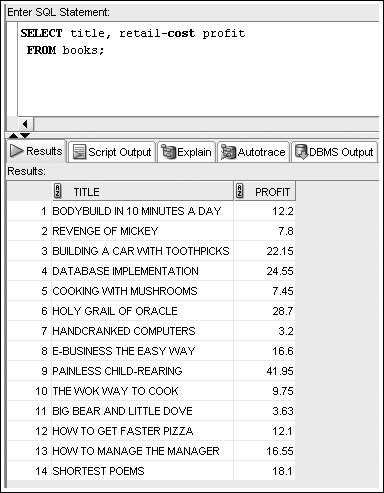 Enter SQL Statement:
SELECT title, retail-cost profit
FROM books;
Results Script Output Explain Autotrace DBMS Output
Results:
TITLE PROFIT
1 BODYBUILD IN 10 MINUTES A DAY 12.2
2 REVENGE OF MICKEY 7.8
3 BUILDING A CAR WITH TOOTHPICKS 22.15
4 DATABASE IMPLEMENTATION 24.55
5 COOKING WITH MUSHROOMS 7.45
6 HOLY GRAIL OF ORACLE 28.7
7 HANDCRANKED COMPUTERS 3.2
8 E-BUSINESS THE EASY WAY 16.6
9 PAINLESS CHILD-REARING 41.95
10 THE WOK WAY TO COOK 9.75
11 BIG BEAR AND LITTLE DOVE 3.63
12 HOW TO GET FASTER PIZZA 12.1
13 HOW TO MANAGE THE MANAGER 16.55
14 SHORTEST POEMS 18.1